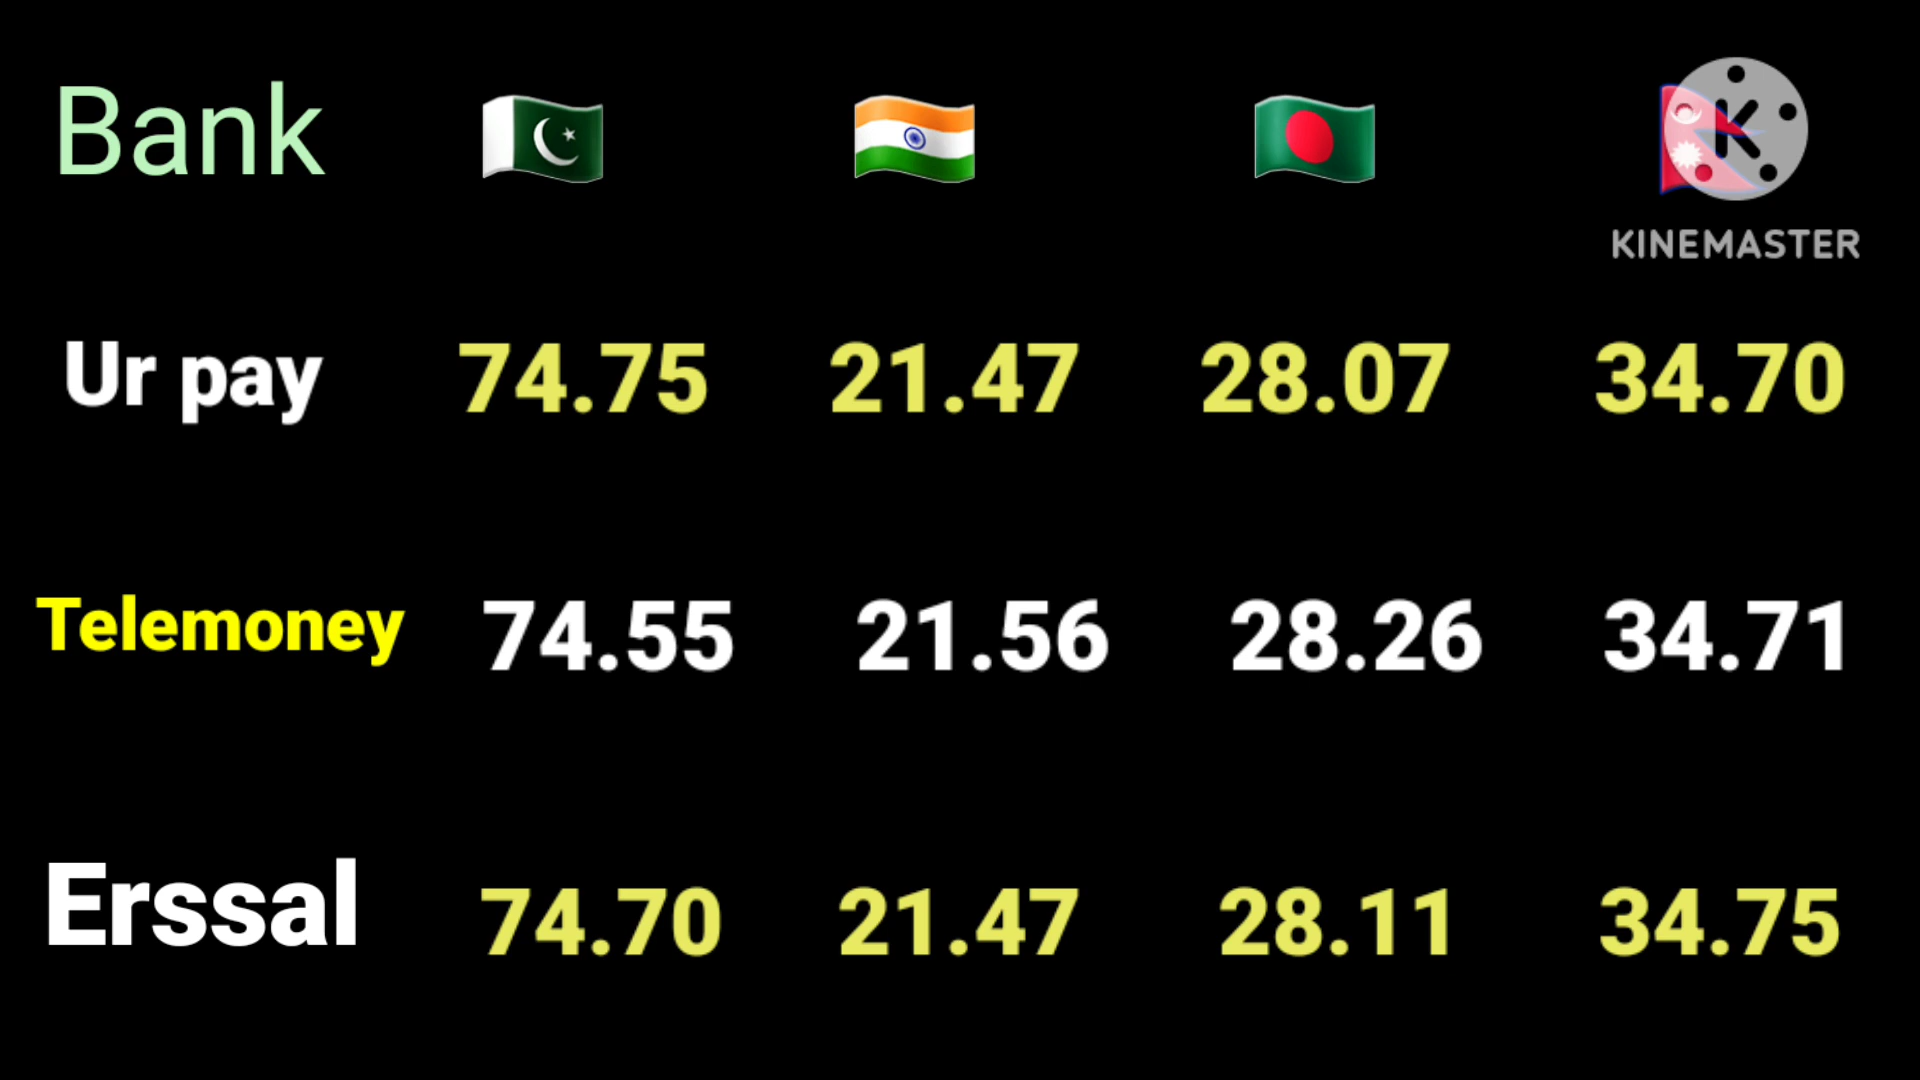 Bank
KINEMASTER
Ur pay 74.75 21.47 28.07 34.70
Telemoney 74.55 21.56 28.26 34.71
Erssal 74.70 21.47 28.11 34.75